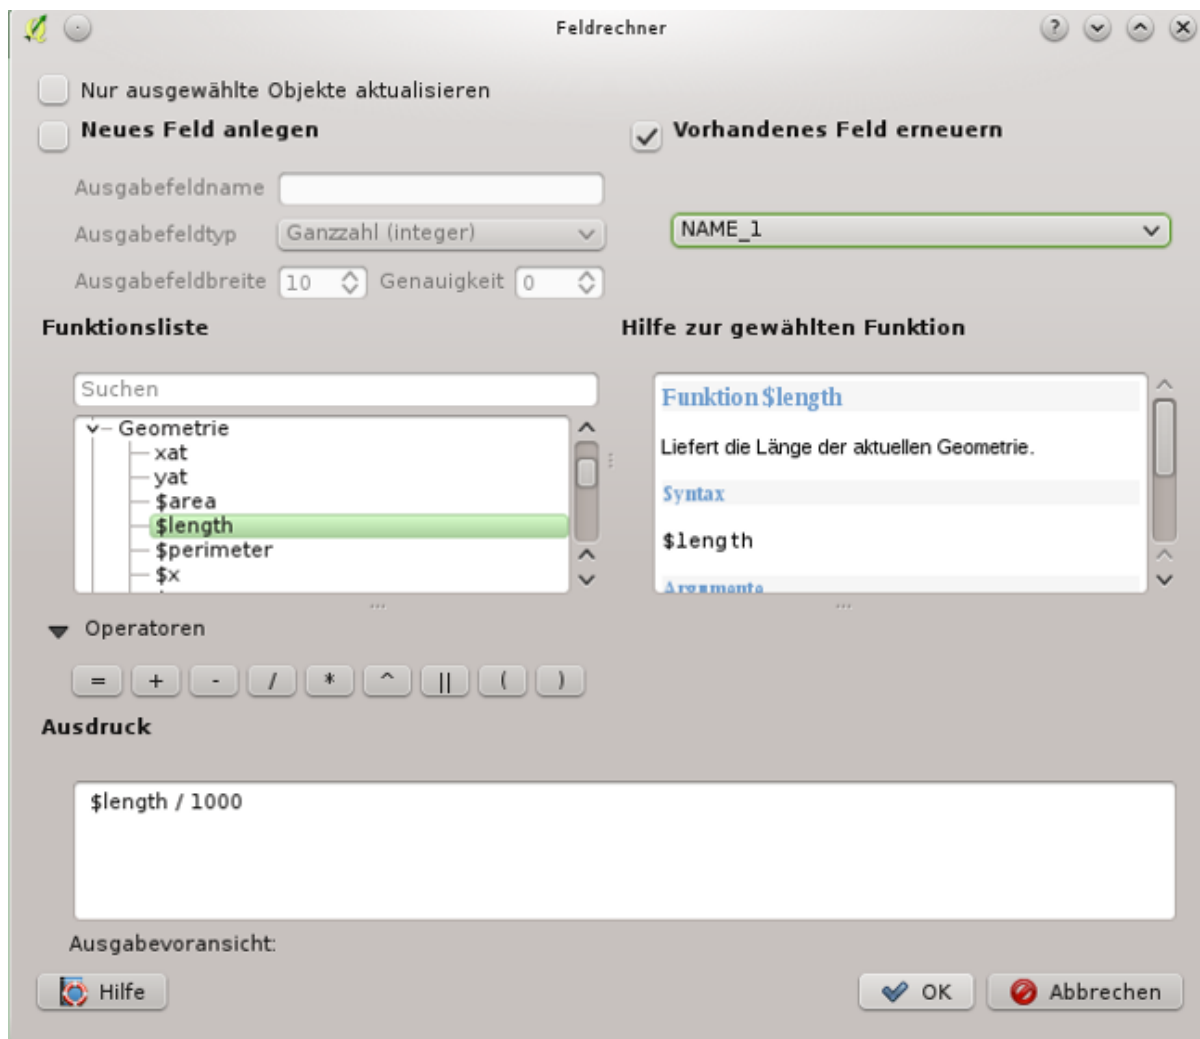 Feldrechner
Nur ausgewählte Objekte aktualisieren
Neues Feld anlegen
Vorhandenes Feld erneuern
Ausgabefeldname
Ausgabefeldtyp Ganzzahl (integer)
NAME_1
Ausgabefeldbreite 10 Genauigkeit 0
Funktionsliste
Hilfe zur gewählten Funktion
Suchen
Geometrie
xat
yat
$area
$length
$perimeter
$x
Funktion $length
Liefert die Länge der aktuellen Geometrie.
Syntax
$length
Argumente
Operatoren
= + - / * ^ || ( )
Ausdruck
$length / 1000
Ausgabevoransicht:
Hilfe
OK
Abbrechen